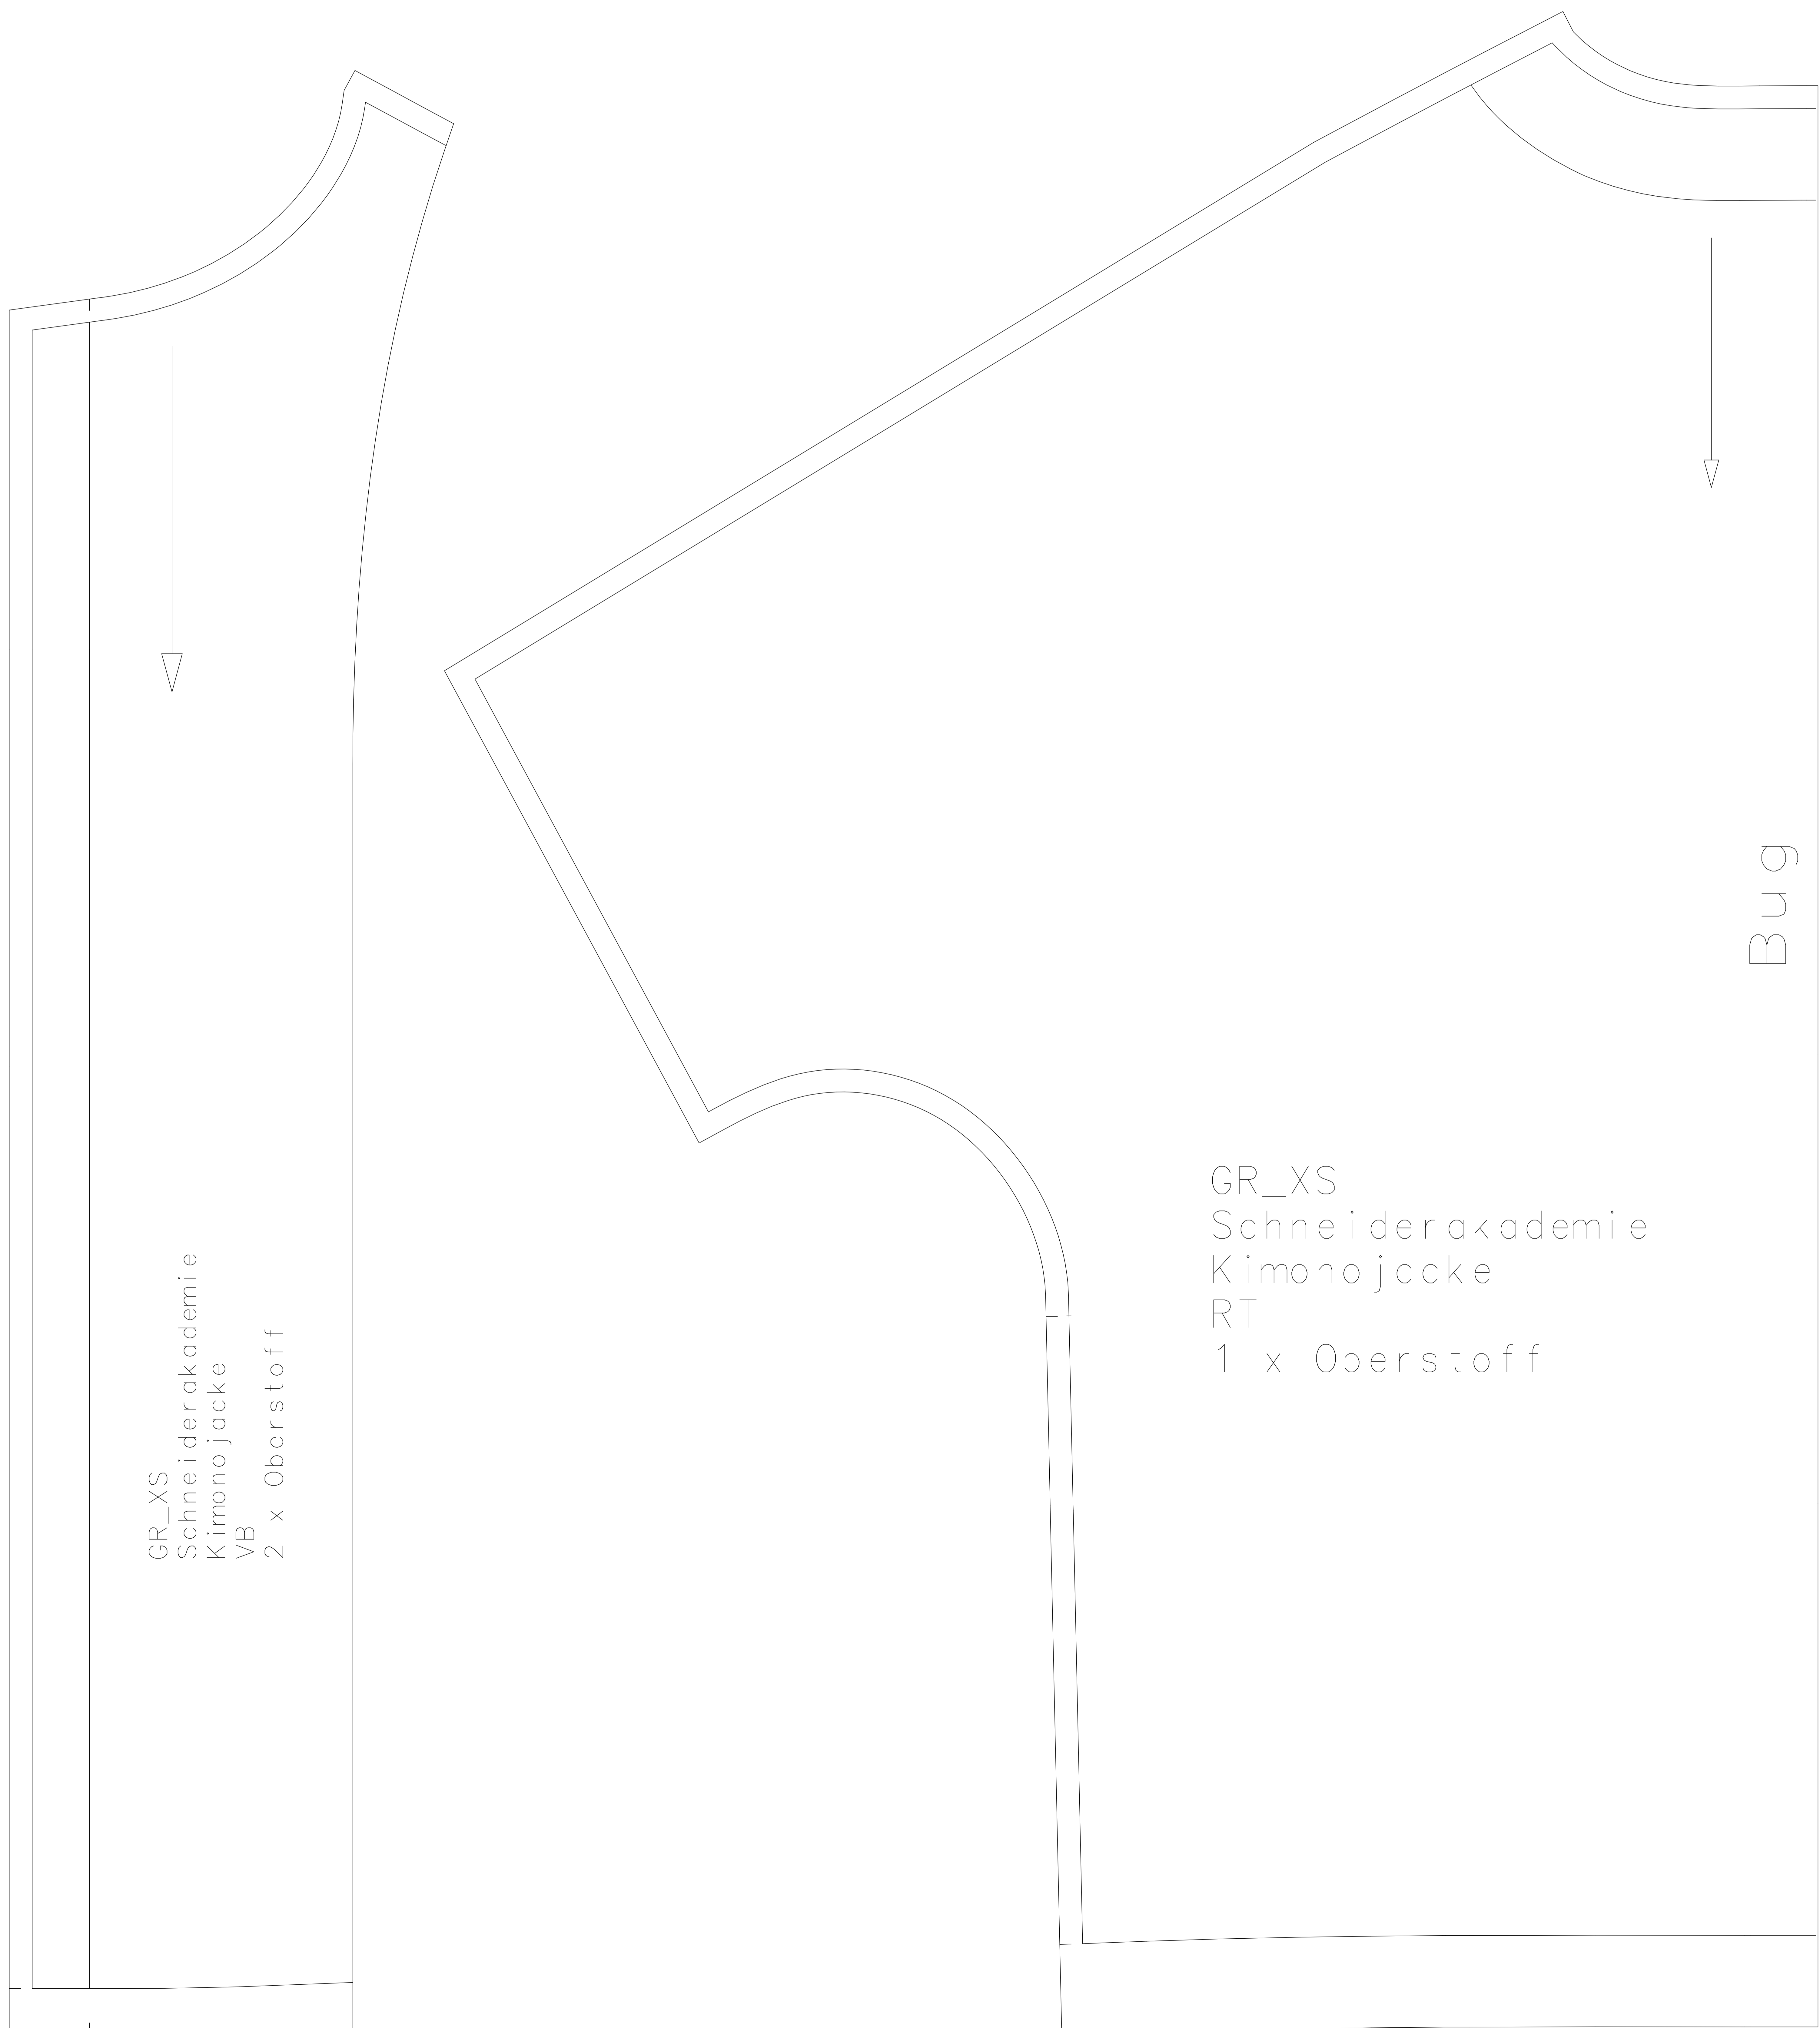 GR_XS
Schneiderakademie
Kimonojacke
VB
2 x Oberstoff
Bug
GR_XS
Schneiderakademie
Kimonojacke
RT
1 x Oberstoff